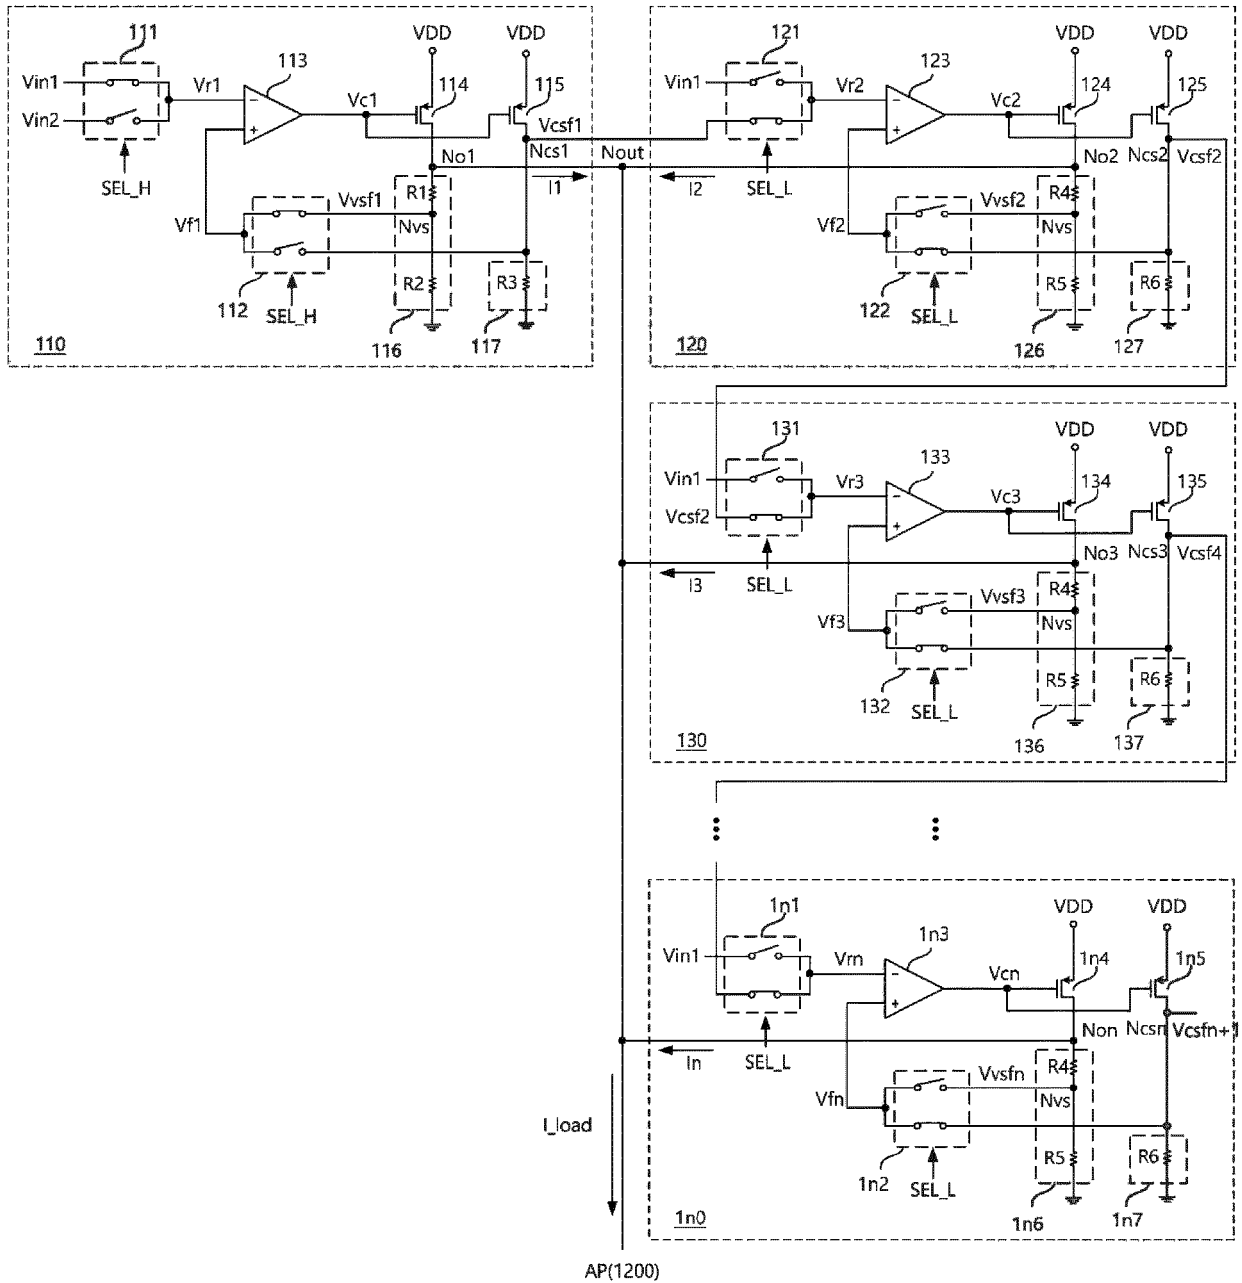 111
Vin1
Vin2
SEL_H
Vr1
113
Vc1
VDD
VDD
114
115
Vcsf1
No1
Ncs1
Nout
I1
Vf1
Vvsf1
R1
Nvs
R2
R3
112
SEL_H
116
117
110
121
Vin1
SEL_L
Vr2
123
Vc2
VDD
VDD
124
125
No2
Ncs2
Vcsf2
I2
Vf2
Vvsf2
R4
Nvs
R5
R6
122
SEL_L
126
127
120
131
Vin1
Vcsf2
SEL_L
Vr3
133
Vc3
VDD
VDD
134
135
No3
Ncs3
Vcsf4
I3
Vf3
Vvsf3
R4
Nvs
R5
R6
132
SEL_L
136
137
130
1n1
Vin1
SEL_L
Vrn
1n3
Vcn
VDD
VDD
1n4
1n5
Non
Ncsn
Vcsfn+1
In
Vfn
Vvsfn
R4
Nvs
R5
R6
1n2
SEL_L
1n6
1n7
1n0
I_load
AP(1200)